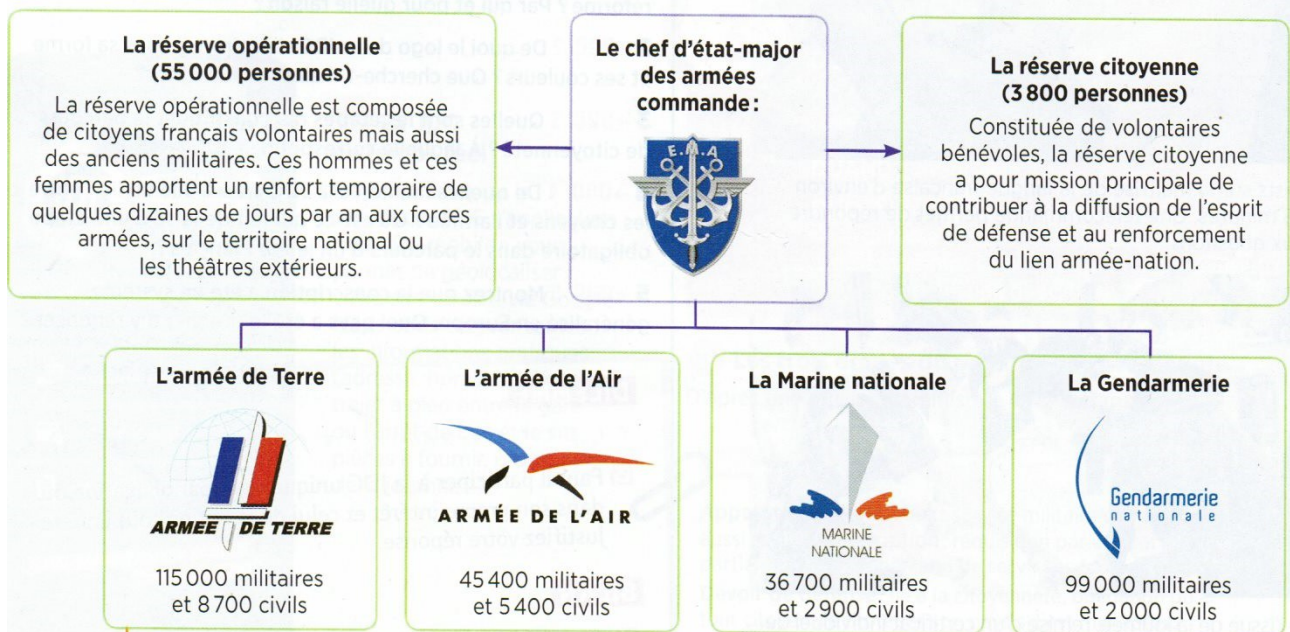 La réserve opérationnelle
(55 000 personnes)
La réserve opérationnelle est composée
de citoyens français volontaires mais aussi
des anciens militaires. Ces hommes et ces
femmes apportent un renfort temporaire de
quelques dizaines de jours par an aux forces
armées, sur le territoire national ou
les théâtres extérieurs.
Le chef d'état-major
des armées
commande :
E.M.A
La réserve citoyenne
(3 800 personnes)
Constituée de volontaires
bénévoles, la réserve citoyenne
a pour mission principale de
contribuer à la diffusion de l'esprit
de défense et au renforcement
du lien armée-nation.
L'armée de Terre
ARMEE DE TERRE
115 000 militaires
et 8 700 civils
L'armée de l'Air
ARMÉE DE L'AIR
45 400 militaires
et 5 400 civils
La Marine nationale
MARINE
NATIONALE
36 700 militaires
et 2 900 civils
La Gendarmerie
Gendarmerie
nationale
99 000 militaires
et 2 000 civils